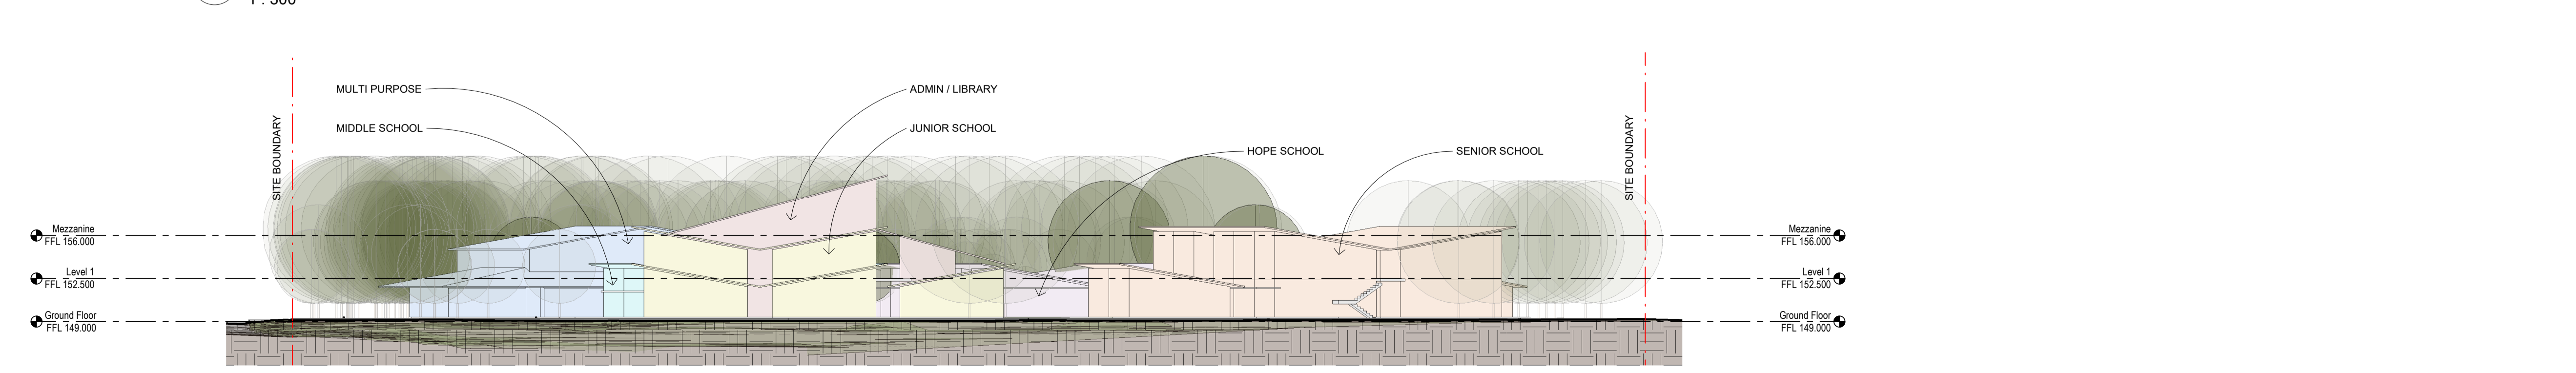 1 : 500
MULTI PURPOSE
ADMIN / LIBRARY
MIDDLE SCHOOL
JUNIOR SCHOOL
HOPE SCHOOL
SENIOR SCHOOL
SITE BOUNDARY
SITE BOUNDARY
Mezzanine
FFL 156.000
Level 1
FFL 152.500
Ground Floor
FFL 149.000
Mezzanine
FFL 156.000
Level 1
FFL 152.500
Ground Floor
FFL 149.000